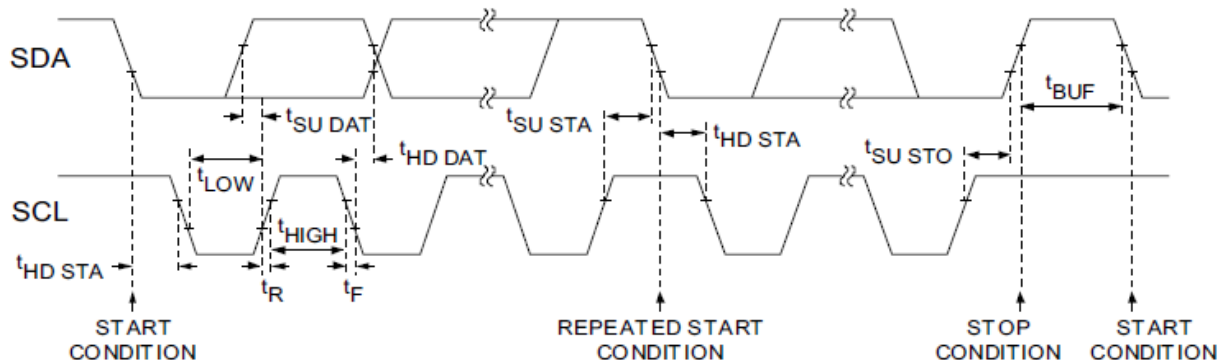 SDA
tSU DAT
tHD DAT
tSU STA
tHD STA
tBUF
tSU STO
tLOW
SCL
tHIGH
tHD STA
tR
tF
START
CONDITION
REPEATED START
CONDITION
STOP
CONDITION
START
CONDITION